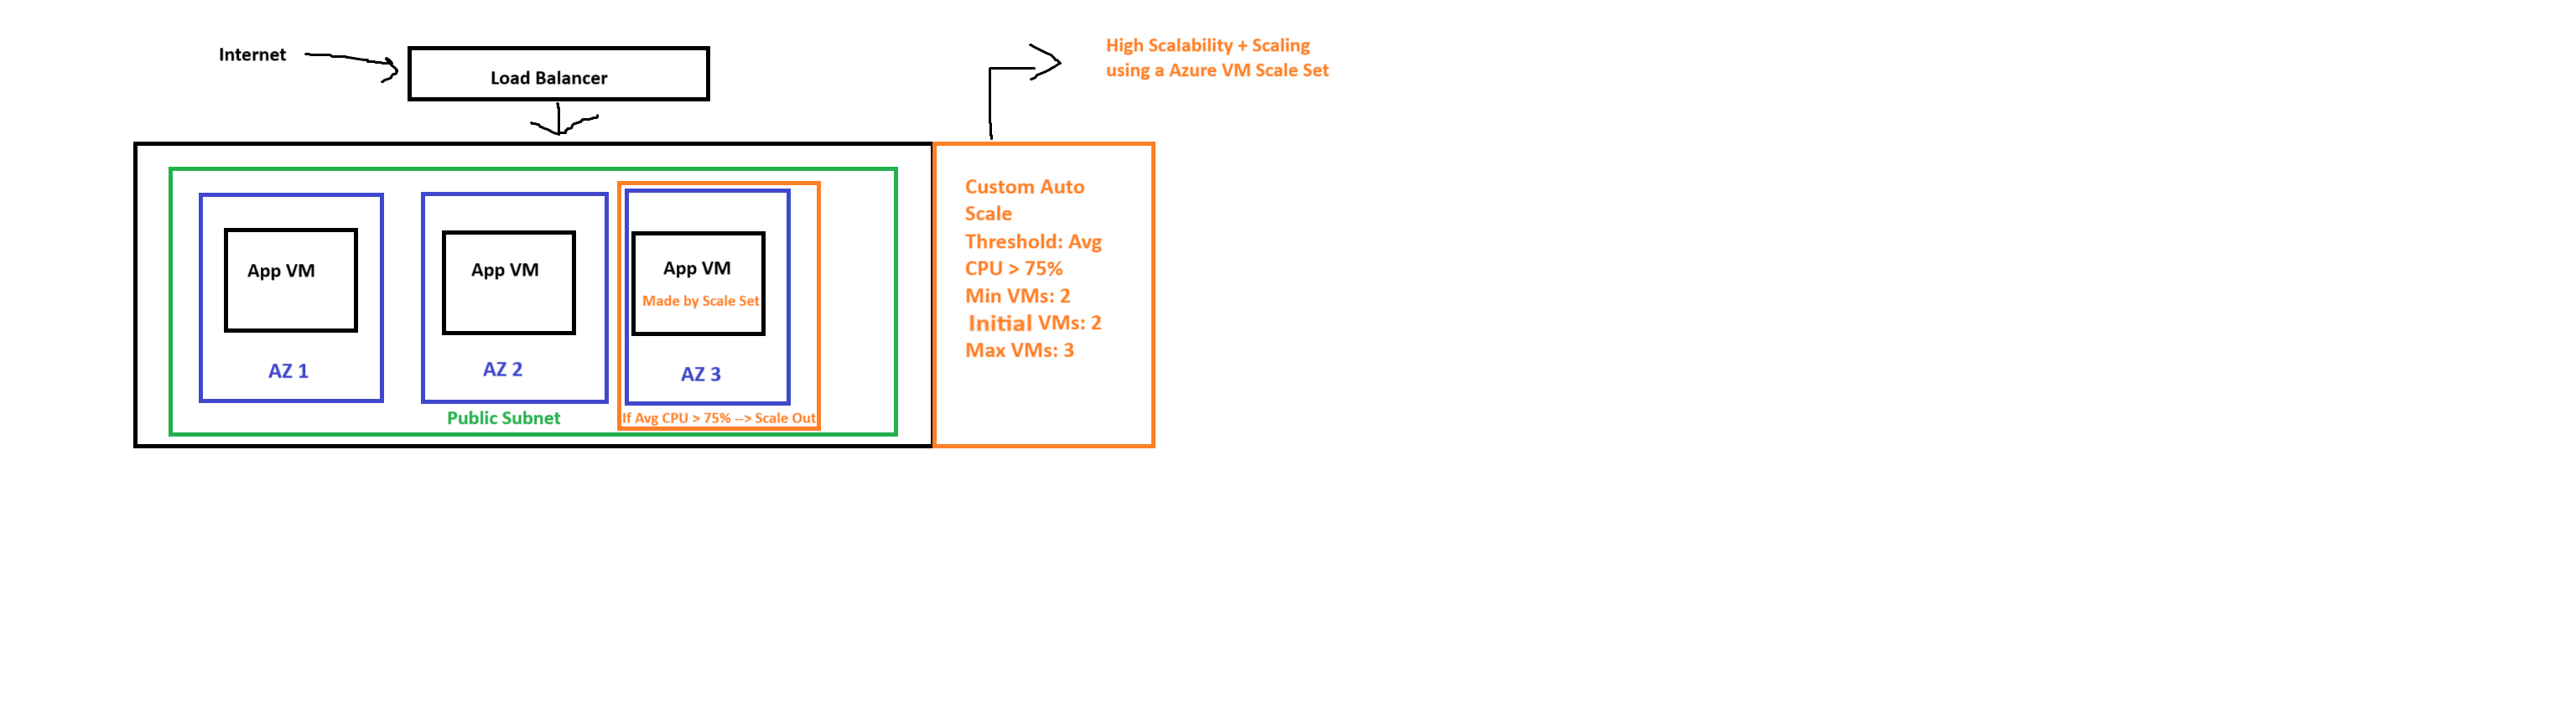 Internet
Load Balancer
High Scalability + Scaling
using a Azure VM Scale Set
App VM
AZ 1
App VM
AZ 2
App VM
Made by Scale Set
AZ 3
If Avg CPU > 75% --> Scale Out
Public Subnet
Custom Auto
Scale
Threshold: Avg
CPU > 75%
Min VMs: 2
Initial VMs: 2
Max VMs: 3